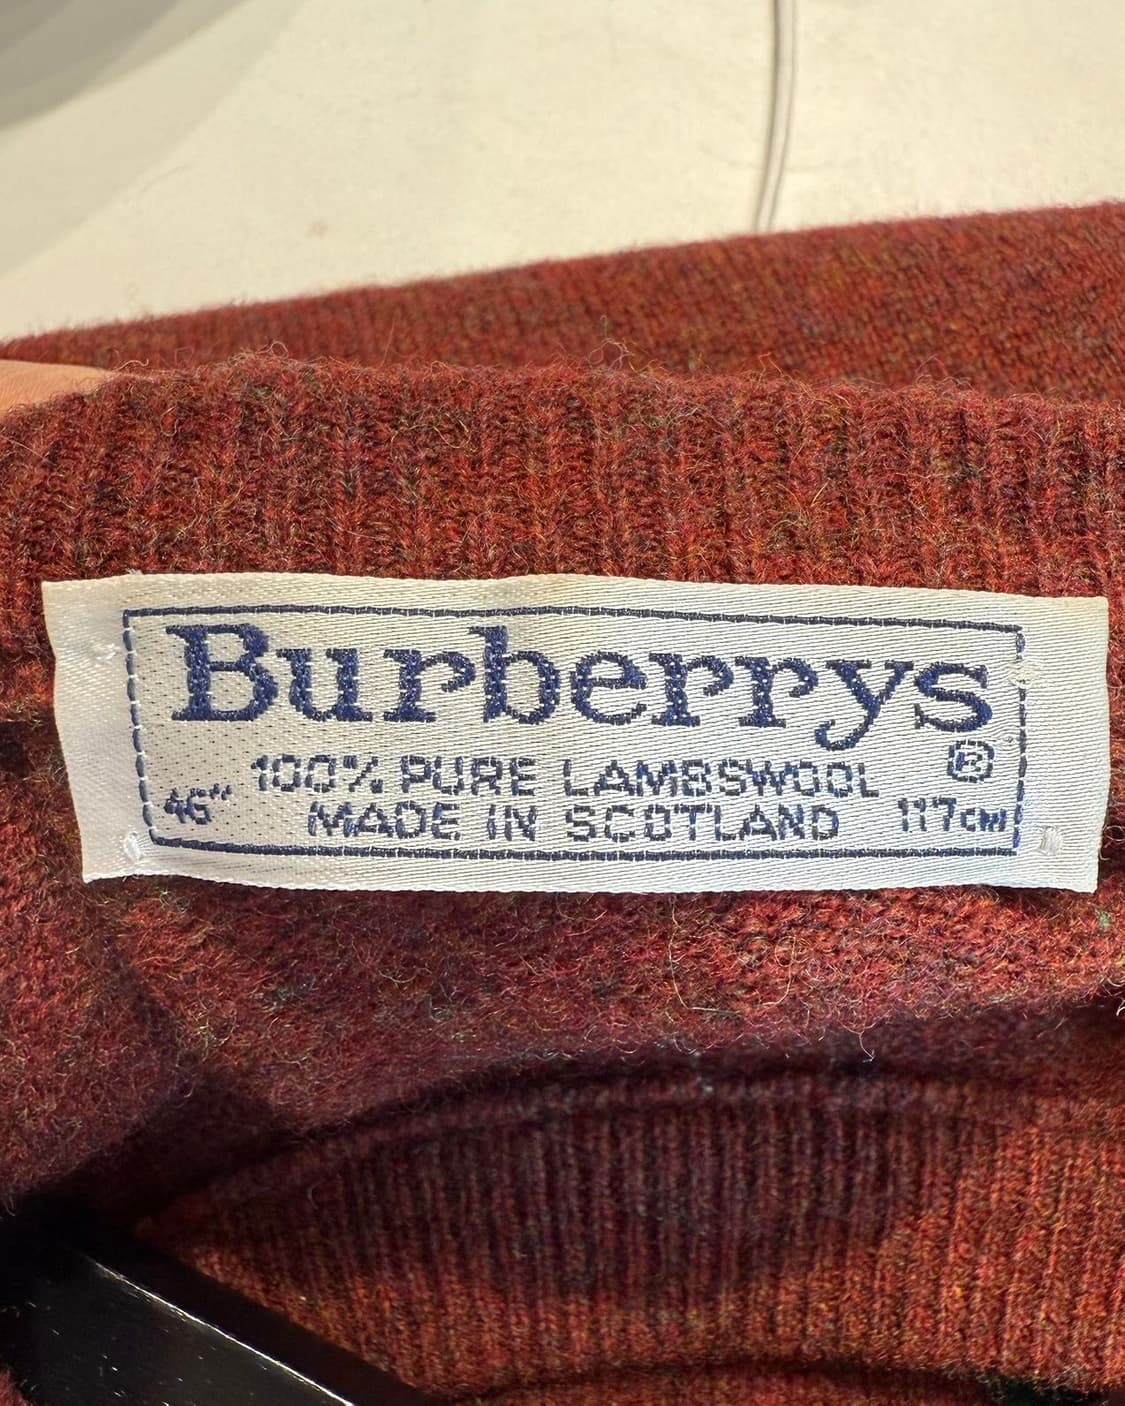 Burberrys
®
100% PURE LAMBSWOOL
46" MADE IN SCOTLAND 117CM